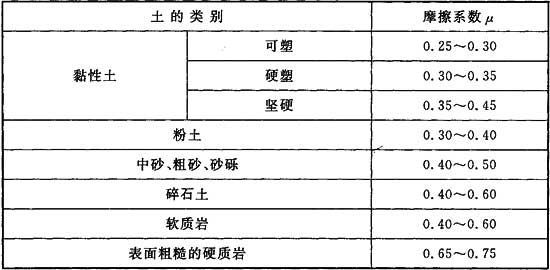 土的类别 摩擦系数μ
黏性土 可塑 0.25～0.30
硬塑 0.30～0.35
坚硬 0.35～0.45
粉土 0.30～0.40
中砂、粗砂、砂砾 0.40～0.50
碎石土 0.40～0.60
软质岩 0.40～0.60
表面粗糙的硬质岩 0.65～0.75